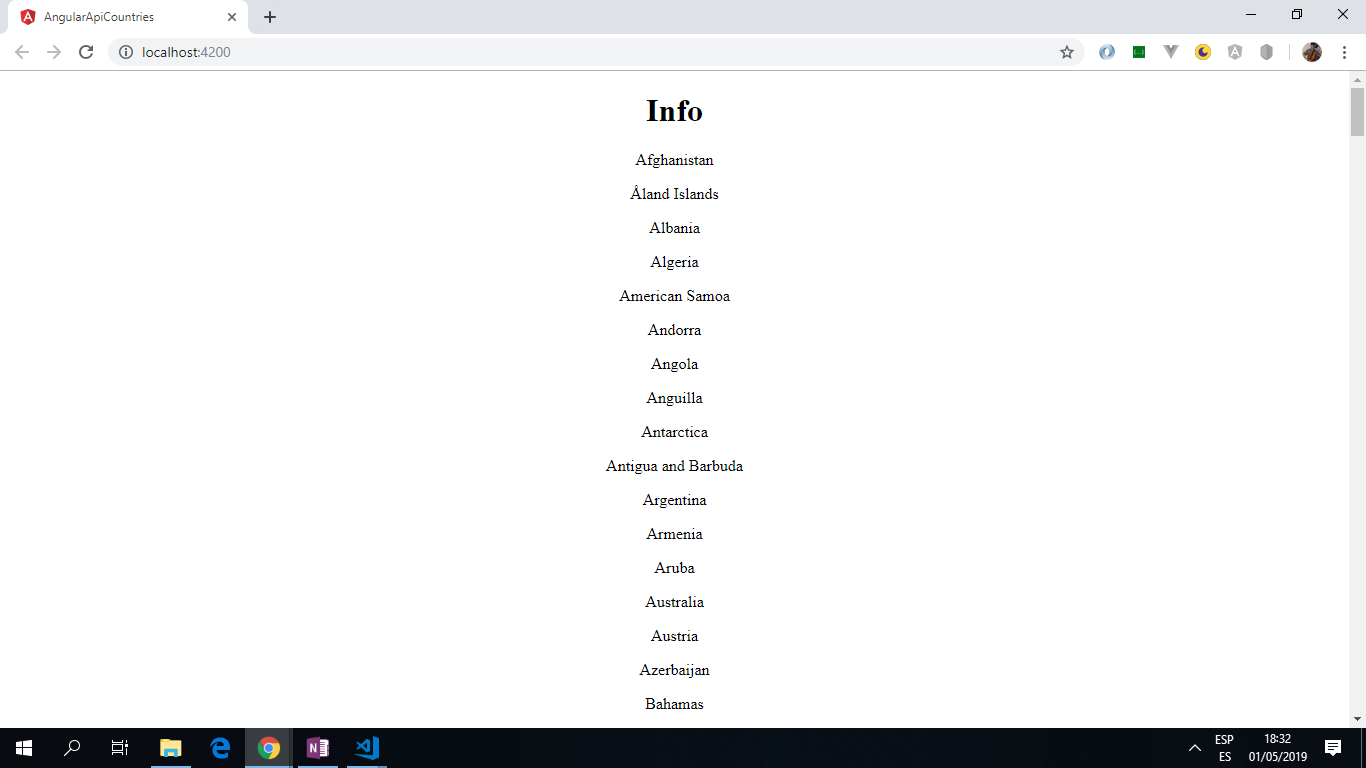 AngularApiCountries
localhost:4200
Info
Afghanistan
Åland Islands
Albania
Algeria
American Samoa
Andorra
Angola
Anguilla
Antarctica
Antigua and Barbuda
Argentina
Armenia
Aruba
Australia
Austria
Azerbaijan
Bahamas
ESP
ES
18:32
01/05/2019